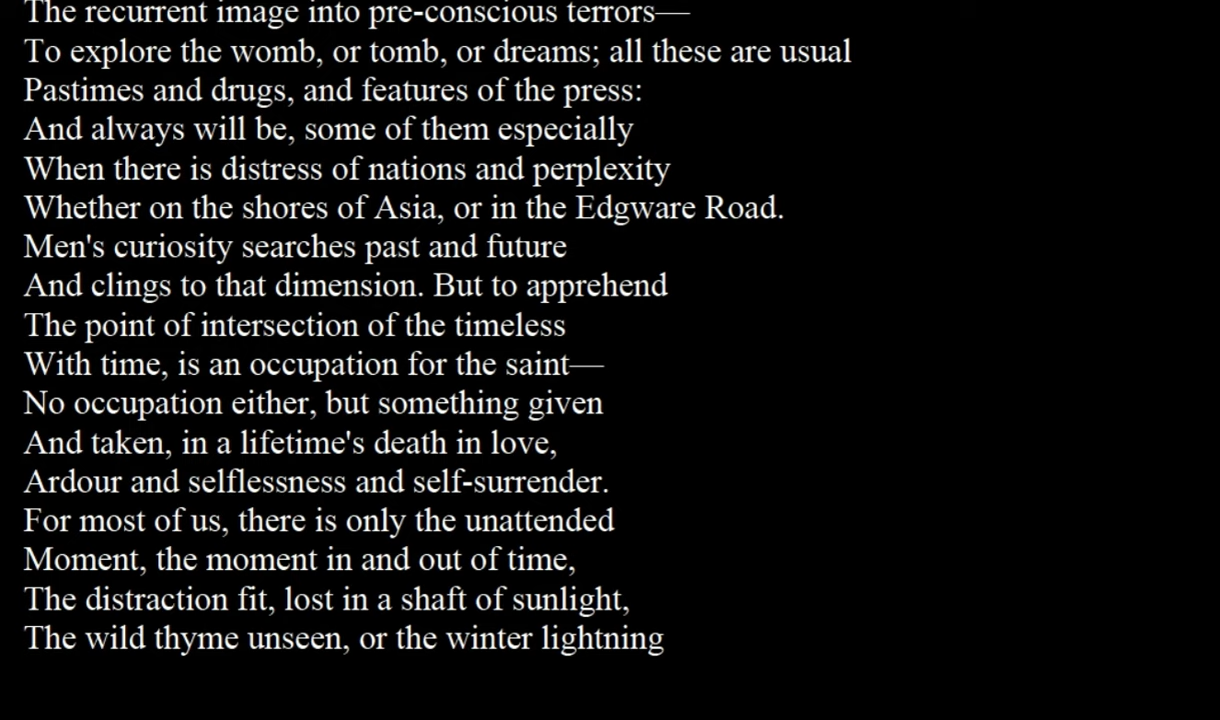 The recurrent image into pre-conscious terrors—
To explore the womb, or tomb, or dreams; all these are usual
Pastimes and drugs, and features of the press:
And always will be, some of them especially
When there is distress of nations and perplexity
Whether on the shores of Asia, or in the Edgware Road.
Men's curiosity searches past and future
And clings to that dimension. But to apprehend
The point of intersection of the timeless
With time, is an occupation for the saint—
No occupation either, but something given
And taken, in a lifetime's death in love,
Ardour and selflessness and self-surrender.
For most of us, there is only the unattended
Moment, the moment in and out of time,
The distraction fit, lost in a shaft of sunlight,
The wild thyme unseen, or the winter lightning